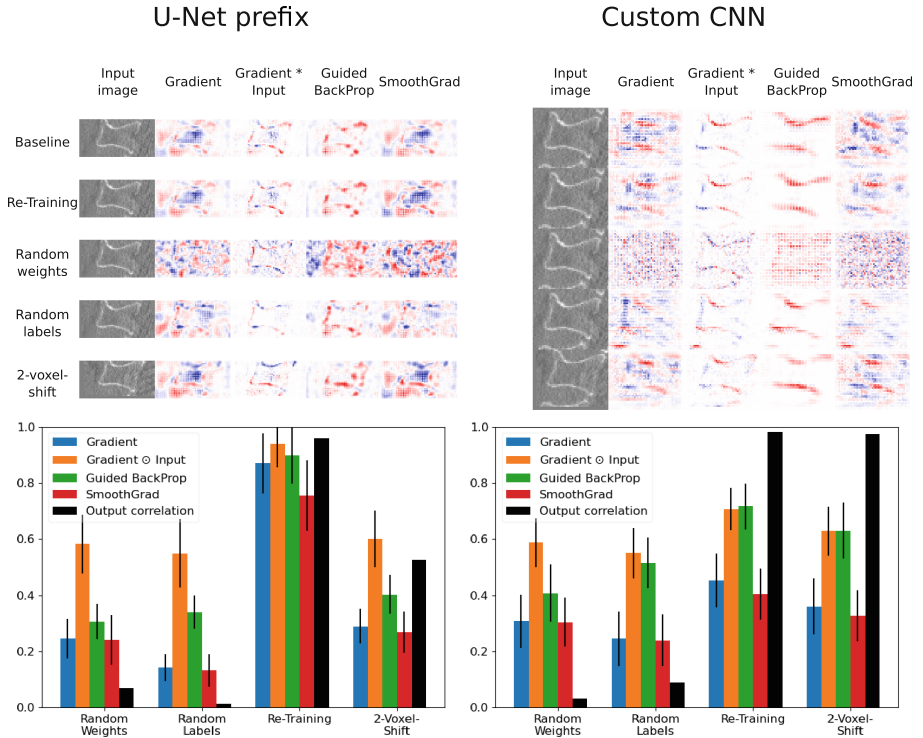 U-Net prefix
Custom CNN
Input image
Gradient
Gradient * Input
Guided BackProp
SmoothGrad
Input image
Gradient
Gradient * Input
Guided BackProp
SmoothGrad
Baseline
Re-Training
Random weights
Random labels
2-voxel-shift
1.0
0.8
0.6
0.4
0.2
0.0
Gradient
Gradient ⊙ Input
Guided BackProp
SmoothGrad
Output correlation
Random Weights
Random Labels
Re-Training
2-Voxel-Shift
1.0
0.8
0.6
0.4
0.2
0.0
Gradient
Gradient ⊙ Input
Guided BackProp
SmoothGrad
Output correlation
Random Weights
Random Labels
Re-Training
2-Voxel-Shift